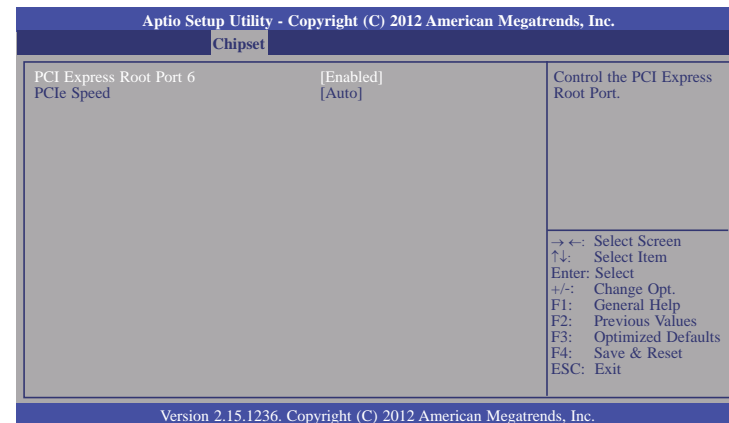 Aptio Setup Utility - Copyright (C) 2012 American Megatrends, Inc.
Chipset
PCI Express Root Port 6 [Enabled]
PCIe Speed [Auto]
Control the PCI Express
Root Port.
→ ←: Select Screen
↑↓: Select Item
Enter: Select
+/-: Change Opt.
F1: General Help
F2: Previous Values
F3: Optimized Defaults
F4: Save & Reset
ESC: Exit
Version 2.15.1236. Copyright (C) 2012 American Megatrends, Inc.